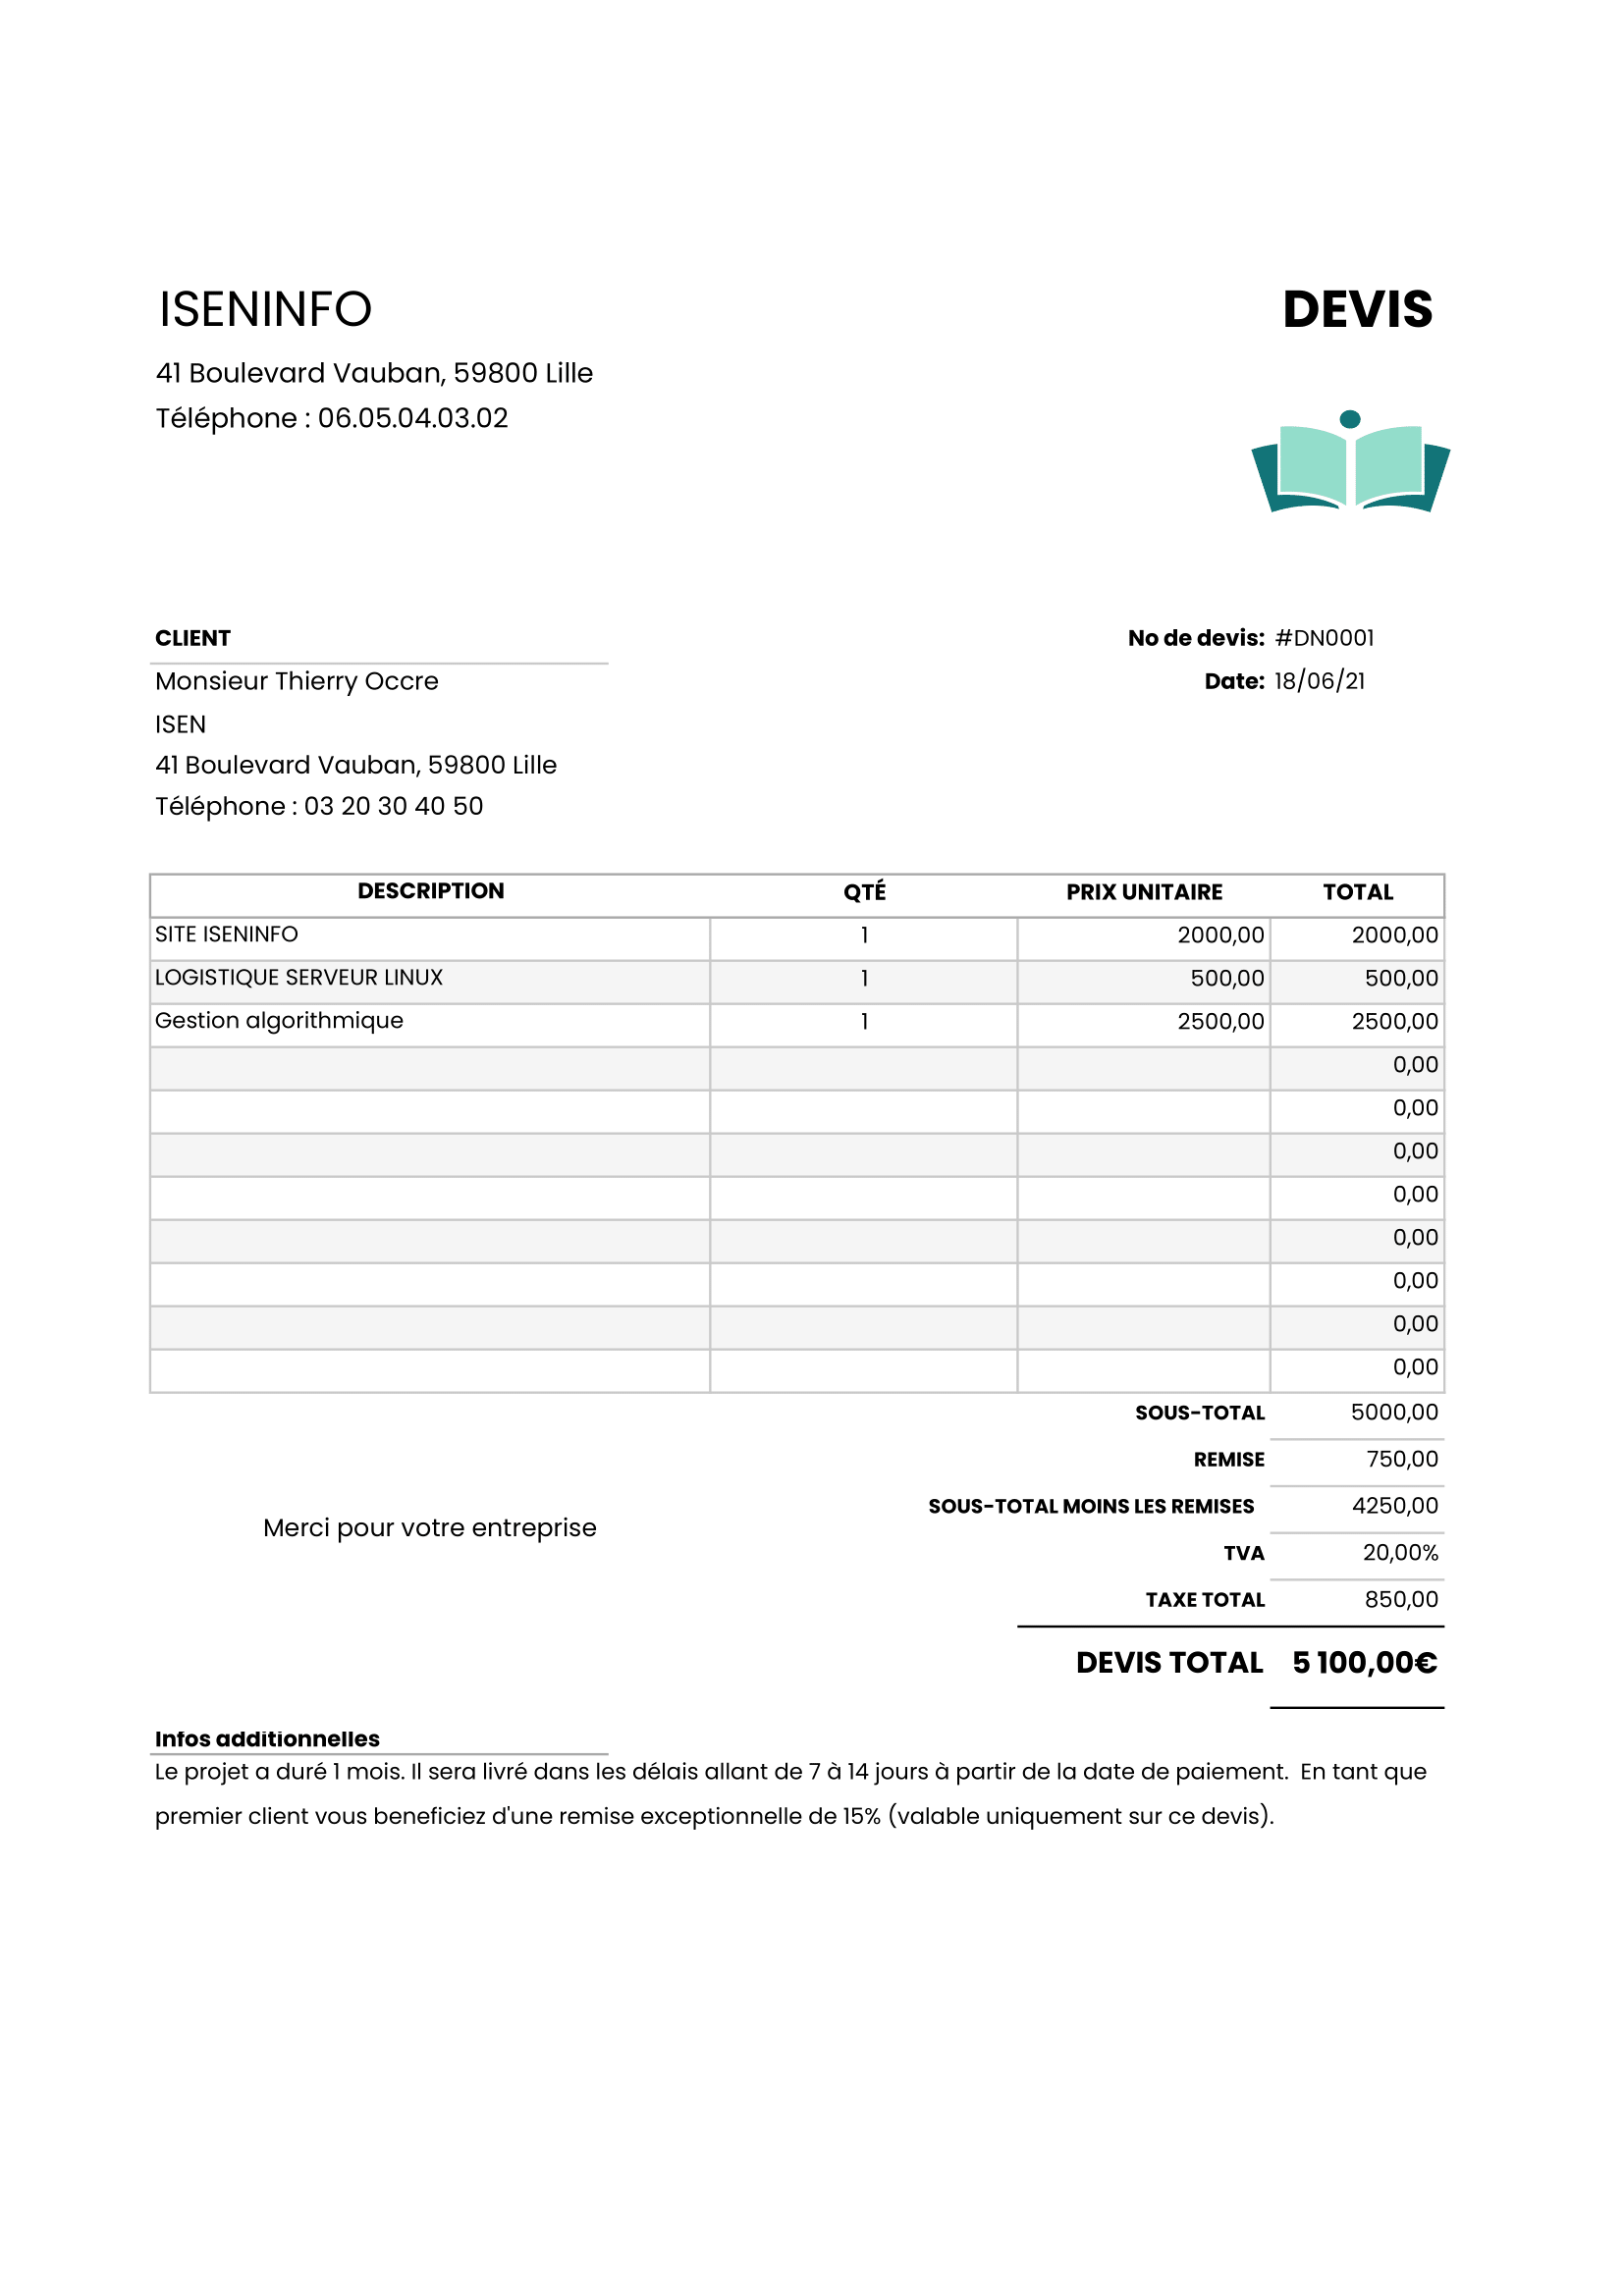 ISENINFO
DEVIS
41 Boulevard Vauban, 59800 Lille
Téléphone : 06.05.04.03.02
CLIENT
No de devis: #DN0001
Monsieur Thierry Occre
Date: 18/06/21
ISEN
41 Boulevard Vauban, 59800 Lille
Téléphone : 03 20 30 40 50
DESCRIPTION QTÉ PRIX UNITAIRE TOTAL
SITE ISENINFO 1 2000,00 2000,00
LOGISTIQUE SERVEUR LINUX 1 500,00 500,00
Gestion algorithmique 1 2500,00 2500,00
0,00
0,00
0,00
0,00
0,00
0,00
0,00
0,00
SOUS-TOTAL 5000,00
REMISE 750,00
SOUS-TOTAL MOINS LES REMISES 4250,00
Merci pour votre entreprise
TVA 20,00%
TAXE TOTAL 850,00
DEVIS TOTAL 5 100,00€
Infos additionnelles
Le projet a duré 1 mois. Il sera livré dans les délais allant de 7 à 14 jours à partir de la date de paiement.  En tant que
premier client vous beneficiez d'une remise exceptionnelle de 15% (valable uniquement sur ce devis).